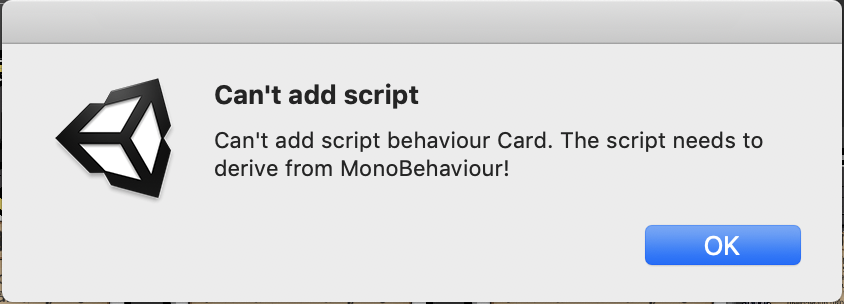 Can't add script
Can't add script behaviour Card. The script needs to
derive from MonoBehaviour!
OK